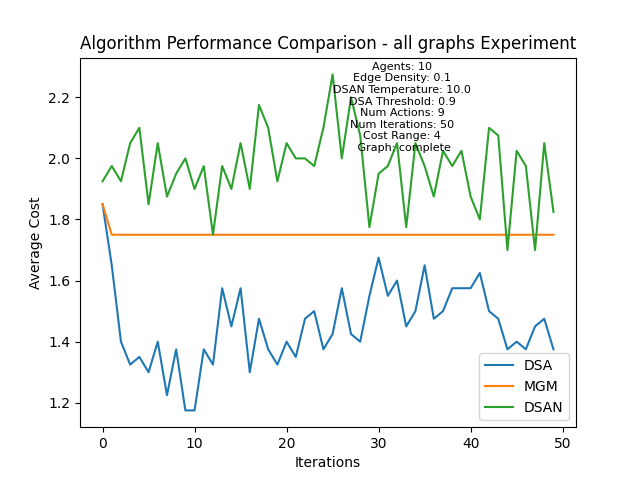 Algorithm Performance Comparison - all graphs Experiment
Agents: 10
Edge Density: 0.1
DSAN Temperature: 10.0
DSA Threshold: 0.9
Num Actions: 9
Num Iterations: 50
Cost Range: 4
Graph: complete
Average Cost
2.2
2.0
1.8
1.6
1.4
1.2
DSA
MGM
DSAN
0
10
20
30
40
50
Iterations